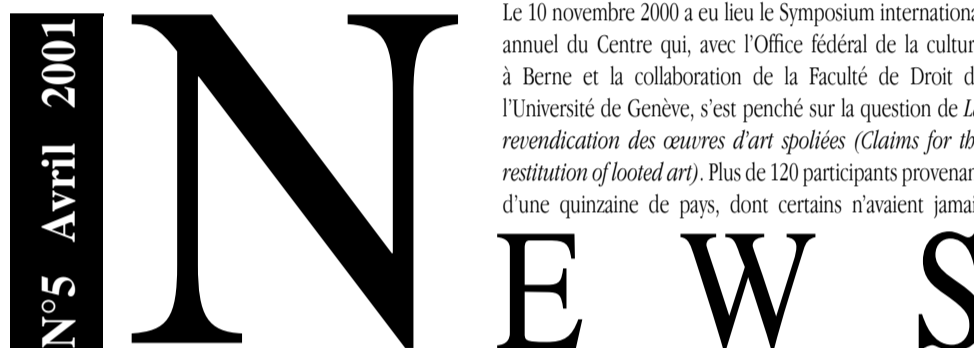 N°5 Avril 2001
Le 10 novembre 2000 a eu lieu le Symposium internationa
annuel du Centre qui, avec l'Office fédéral de la cultur
à Berne et la collaboration de la Faculté de Droit d
l'Université de Genève, s'est penché sur la question de L
revendication des œuvres d'art spoliées (Claims for th
restitution of looted art). Plus de 120 participants provenan
d'une quinzaine de pays, dont certains n'avaient jamai
NEWS